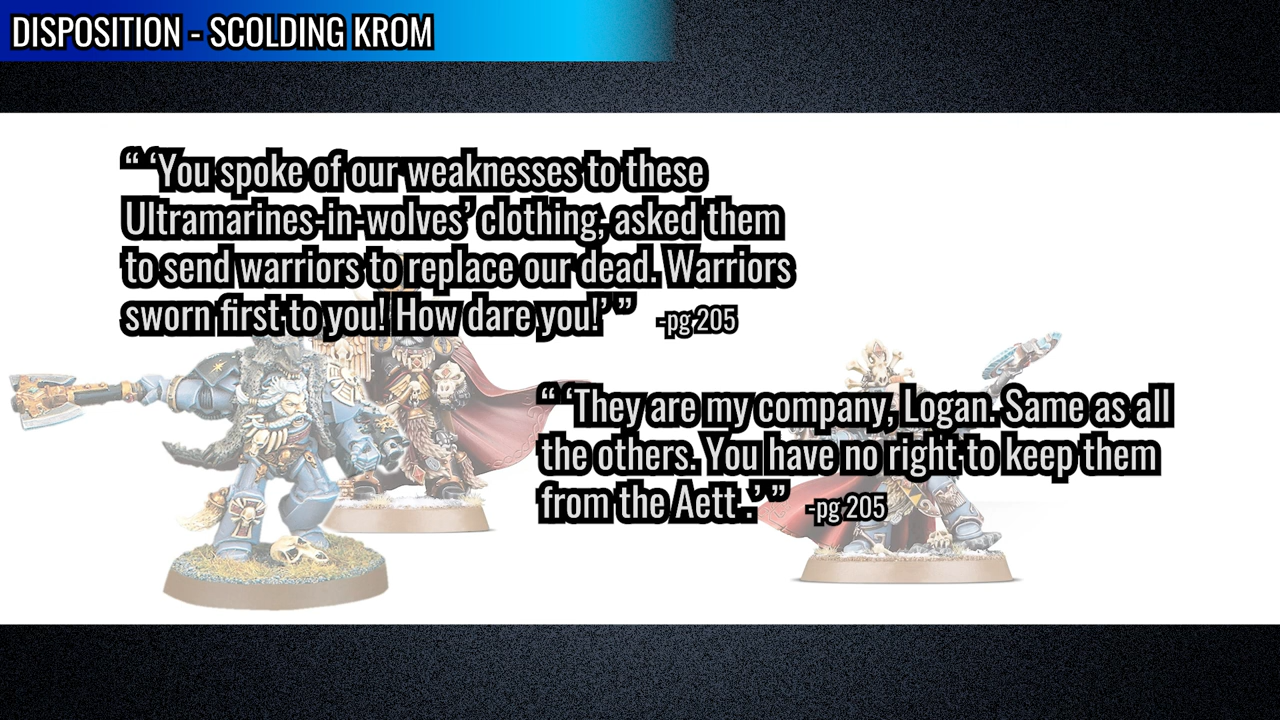 DISPOSITION - SCOLDING KROM
“ ‘You spoke of our weaknesses to these
Ultramarines-in-wolves’ clothing, asked them
to send warriors to replace our dead. Warriors
sworn first to you! How dare you!’ ” -pg 205
“ ‘They are my company, Logan. Same as all
the others. You have no right to keep them
from the Aett .’ ” -pg 205